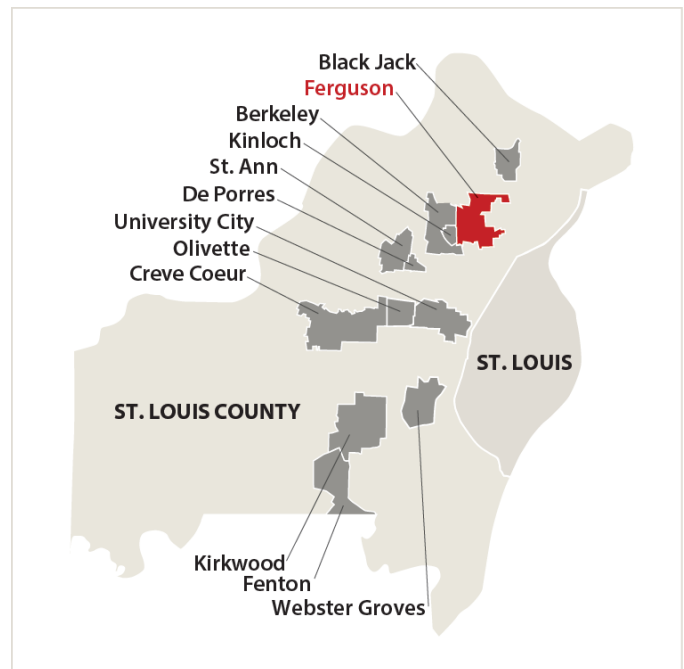 Black Jack
Ferguson
Berkeley
Kinloch
St. Ann
De Porres
University City
Olivette
Creve Coeur
ST. LOUIS
ST. LOUIS COUNTY
Kirkwood
Fenton
Webster Groves